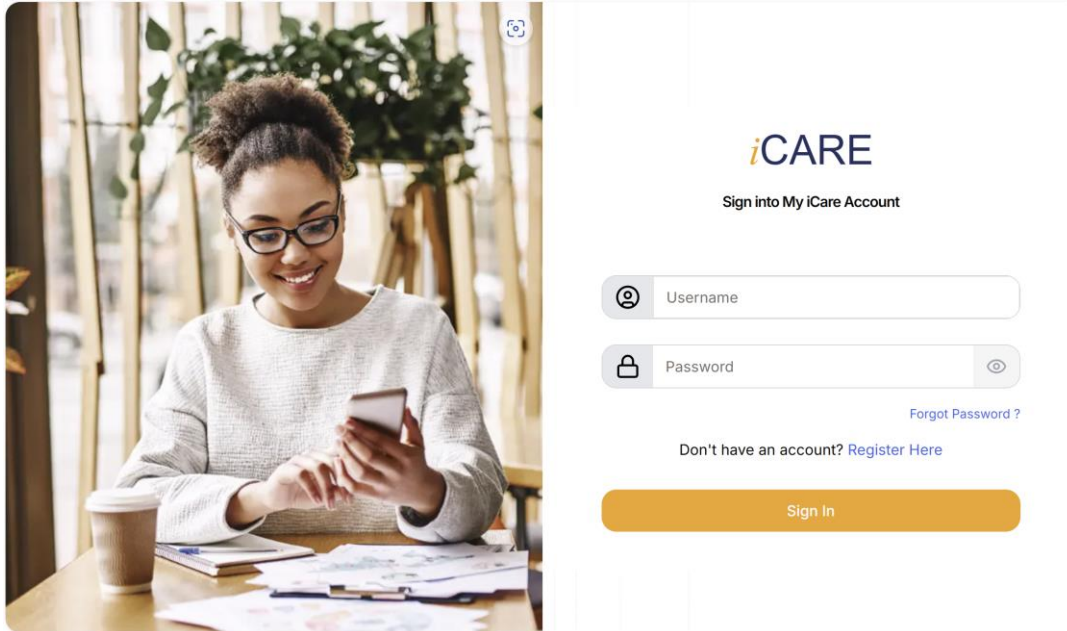 iCARE
Sign into My iCare Account
Username
Password
Forgot Password ?
Don't have an account? Register Here
Sign In